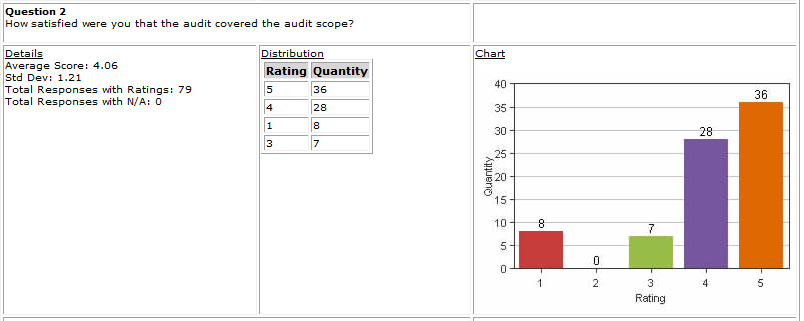 Question 2
How satisfied were you that the audit covered the audit scope?
Details
Average Score: 4.06
Std Dev: 1.21
Total Responses with Ratings: 79
Total Responses with N/A: 0
Distribution
Rating Quantity
5 36
4 28
1 8
3 7
Chart
Quantity
40
35
30
25
20
15
10
5
0
8
0
7
28
36
1 2 3 4 5
Rating